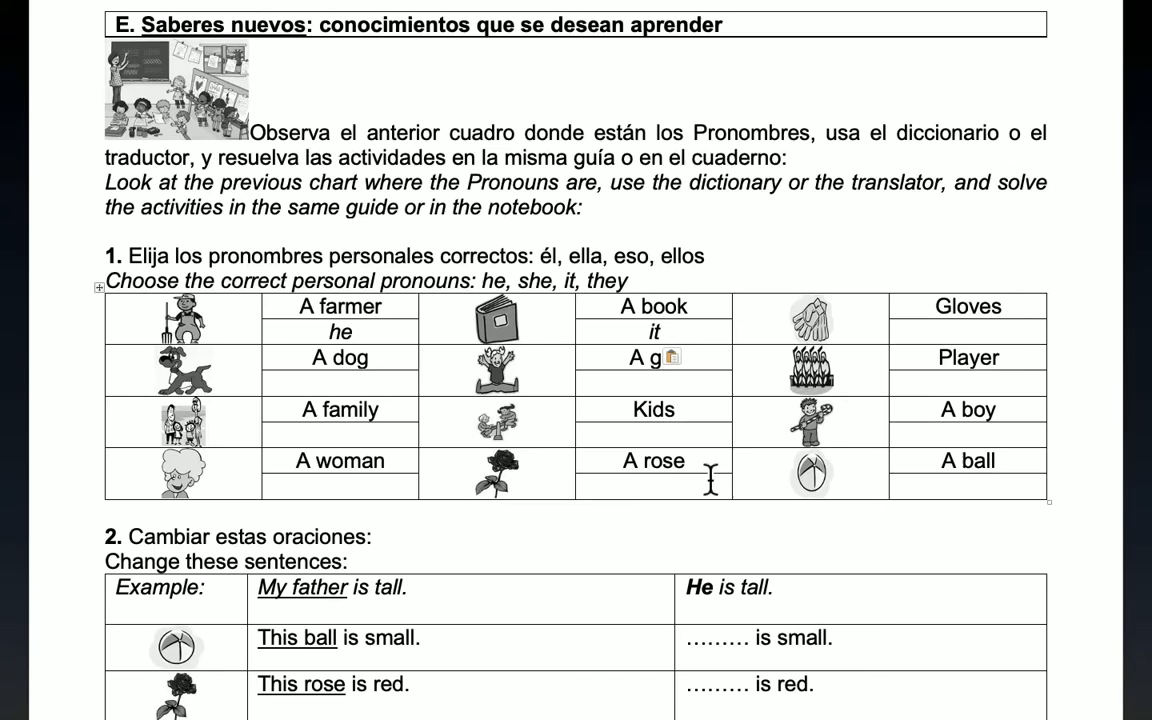 E. Saberes nuevos: conocimientos que se desean aprender
Observa el anterior cuadro donde están los Pronombres, usa el diccionario o el
traductor, y resuelva las actividades en la misma guía o en el cuaderno:
Look at the previous chart where the Pronouns are, use the dictionary or the translator, and solve
the activities in the same guide or in the notebook:
1. Elija los pronombres personales correctos: él, ella, eso, ellos
Choose the correct personal pronouns: he, she, it, they
A farmer A book Gloves
he it
A dog A g Player
A family Kids A boy
A woman A rose A ball
2. Cambiar estas oraciones:
Change these sentences:
Example: My father is tall. He is tall.
This ball is small. ......... is small.
This rose is red. ......... is red.